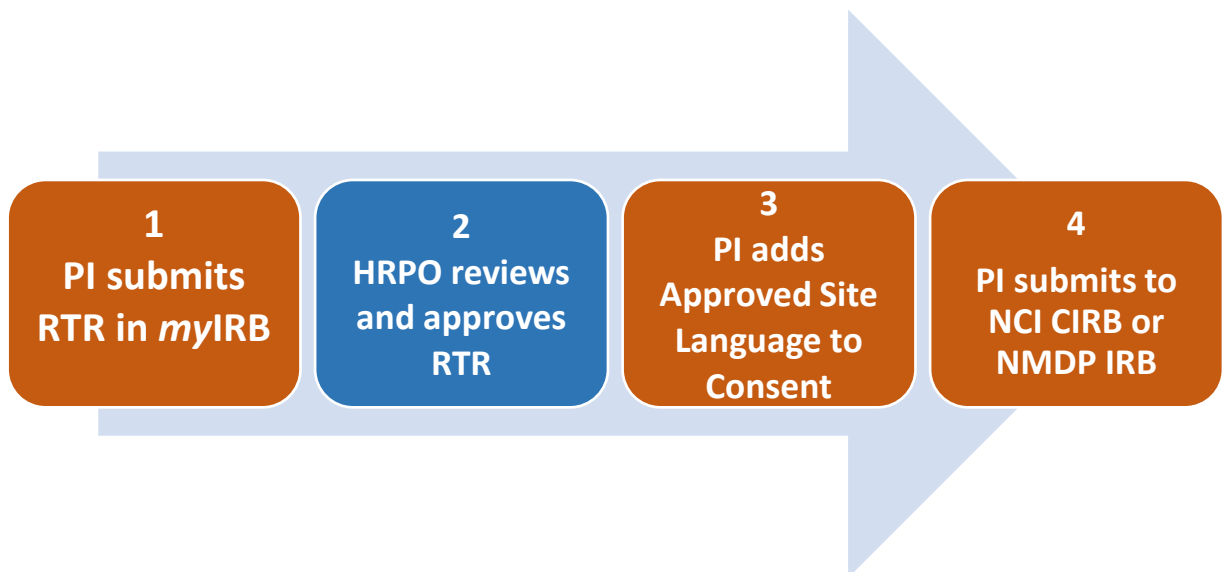 1
PI submits
RTR in myIRB
2
HRPO reviews
and approves
RTR
3
PI adds
Approved Site
Language to
Consent
4
PI submits to
NCI CIRB or
NMDP IRB